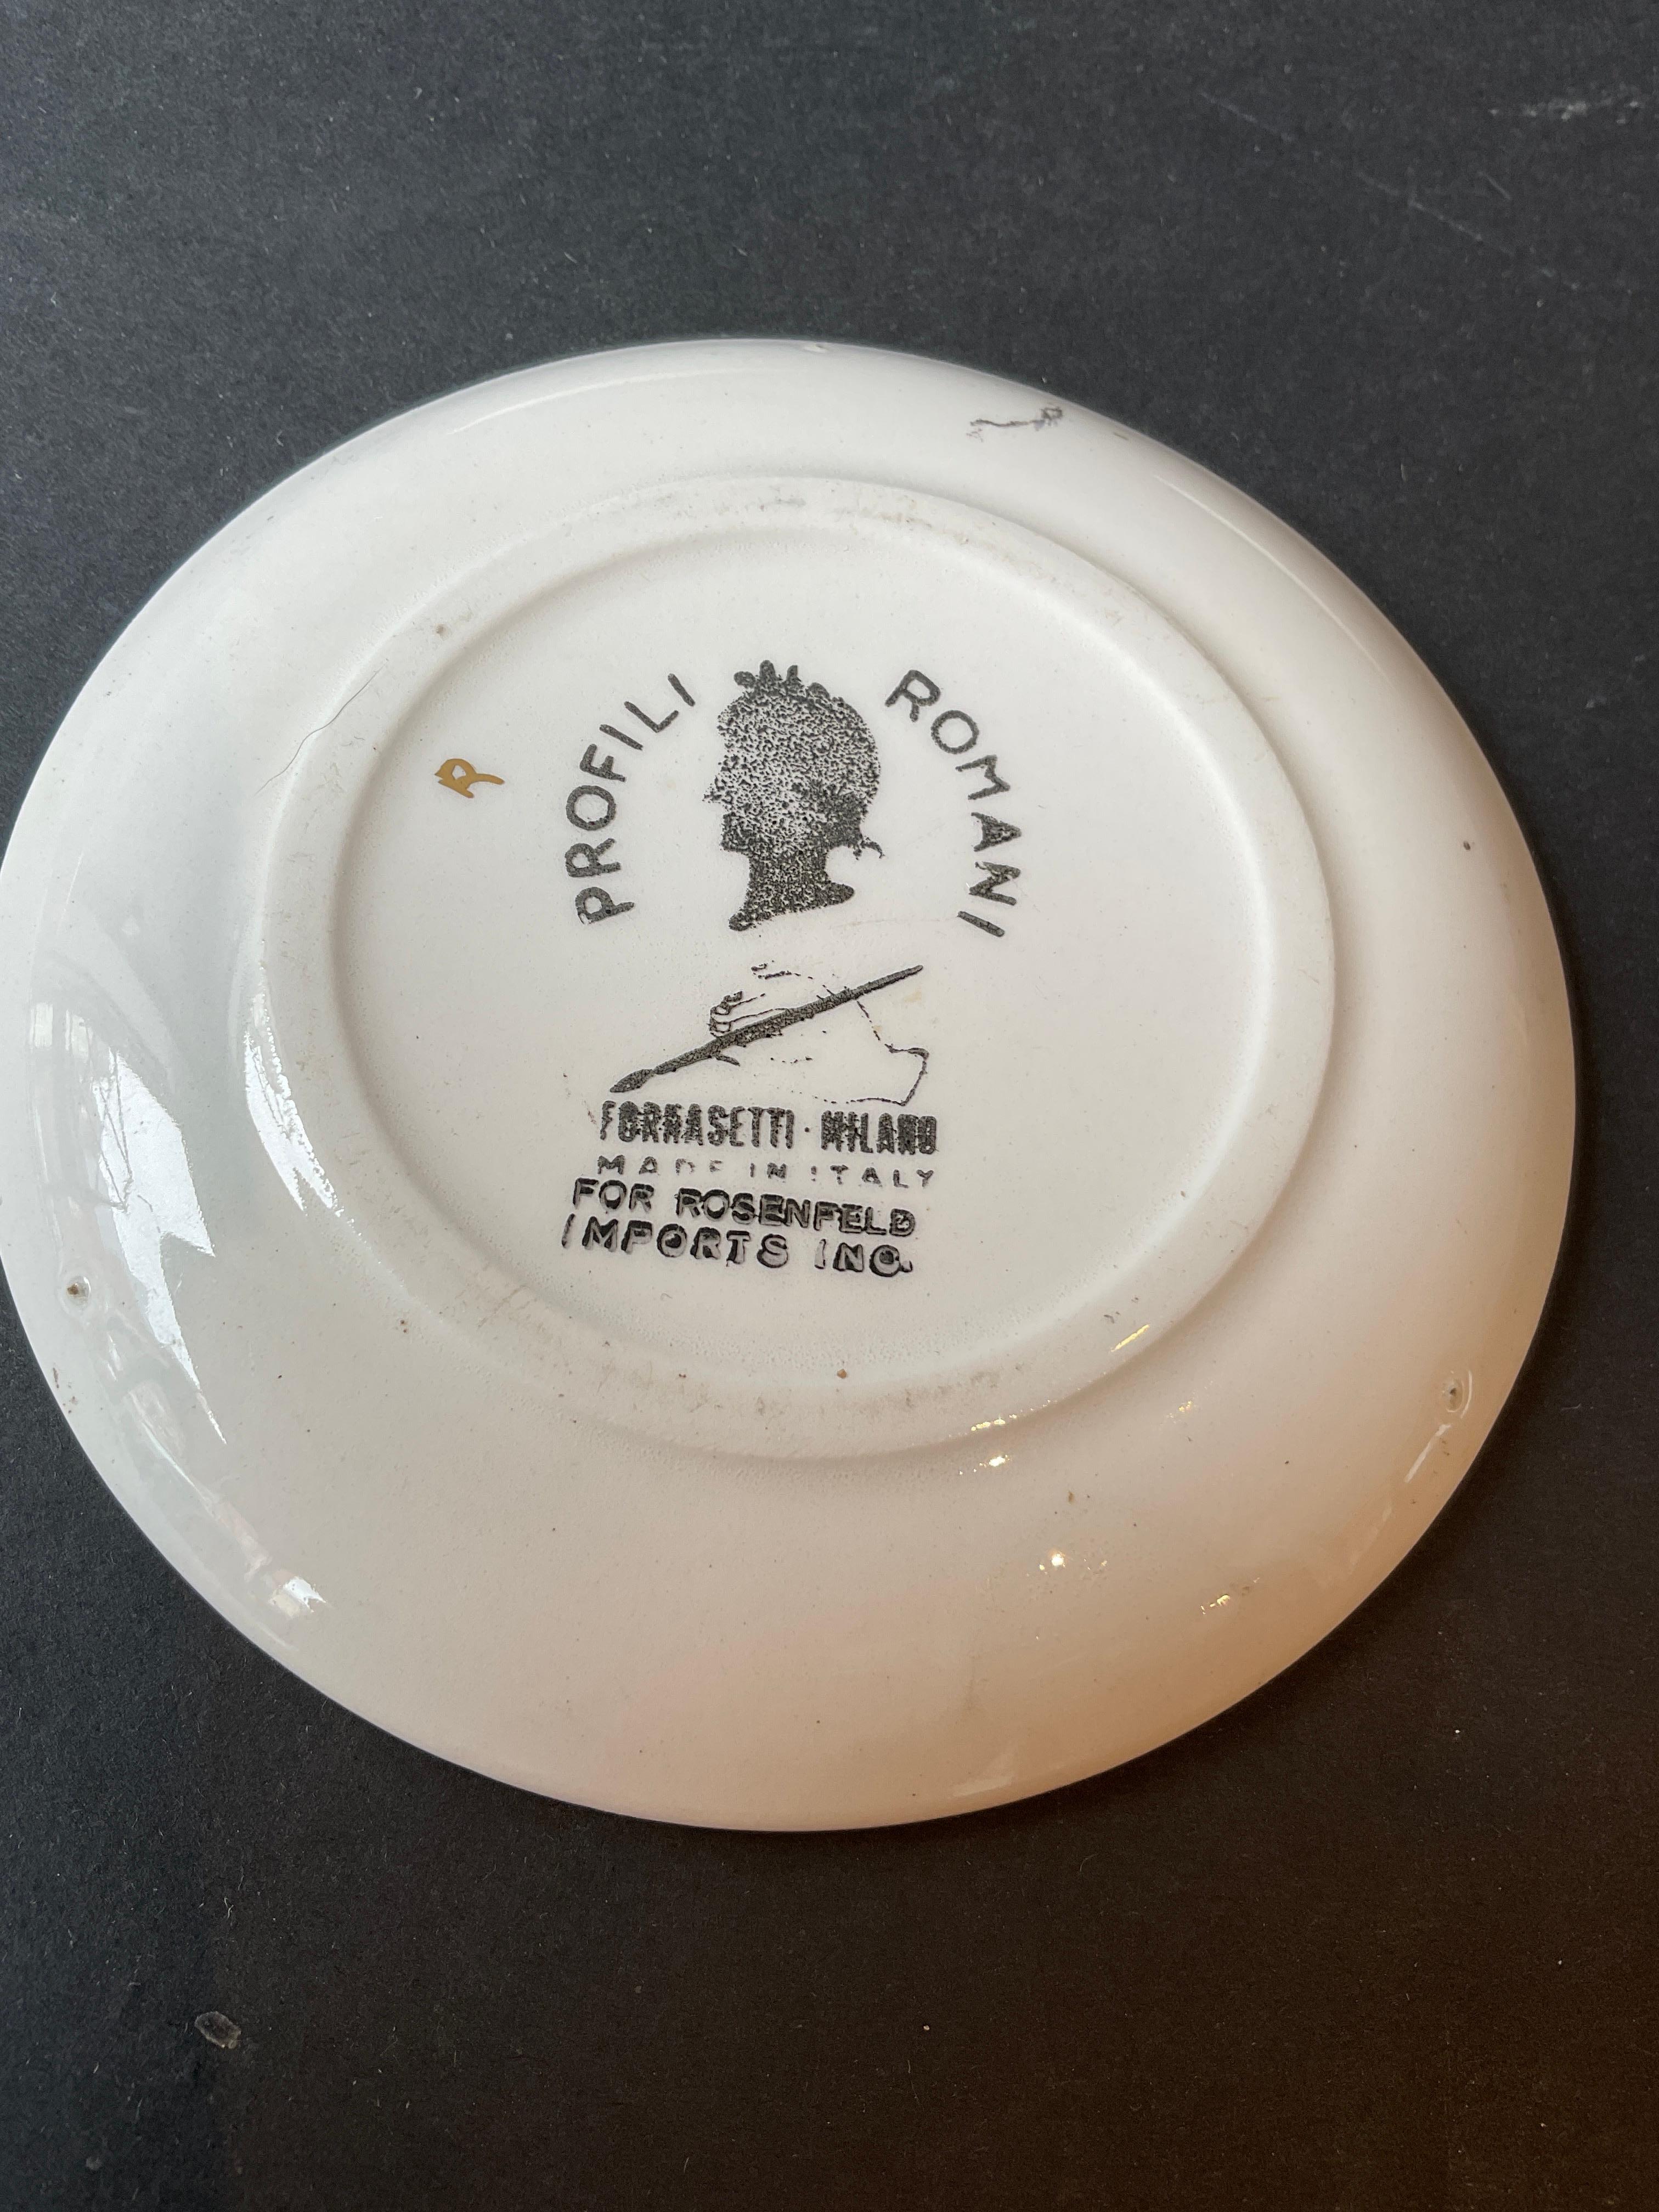 PROFILI ROMANI
R
FORNASETTI · MILANO
MADE IN ITALY
FOR ROSENFELD
IMPORTS INC.